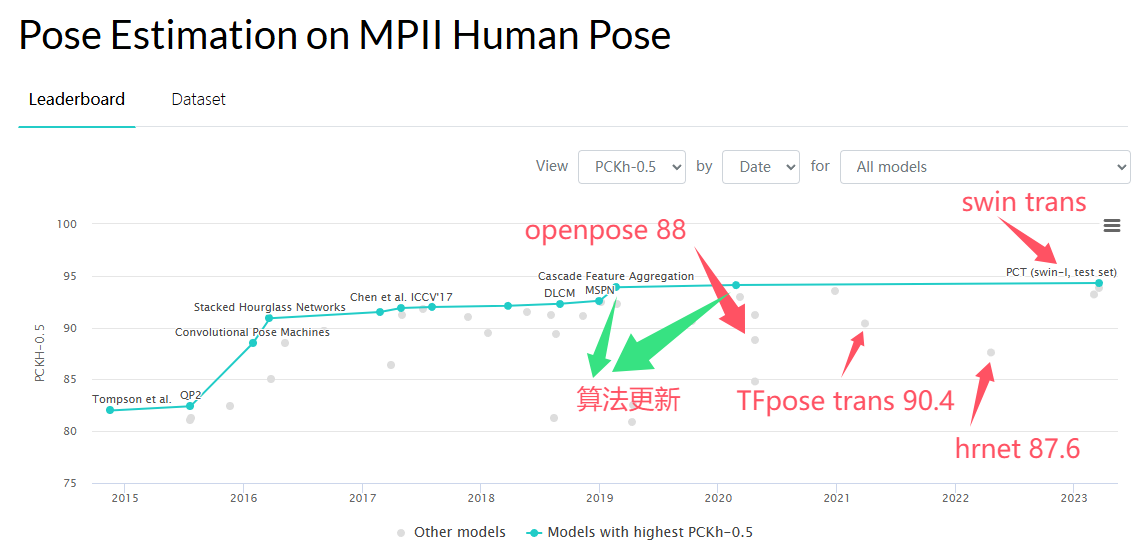 Pose Estimation on MPII Human Pose
Leaderboard Dataset
View PCKh-0.5 by Date for All models
swin trans
openpose 88
100
95
90
85
80
75
PCKH-0.5
PCT (swin-l, test set)
Cascade Feature Aggregation
DLCM MSPN
Chen et al. ICCV'17
Stacked Hourglass Networks
Convolutional Pose Machines
Tompson et al. QP2
算法更新
TFpose trans 90.4
hrnet 87.6
2015 2016 2017 2018 2019 2020 2021 2022 2023
Other models Models with highest PCKh-0.5